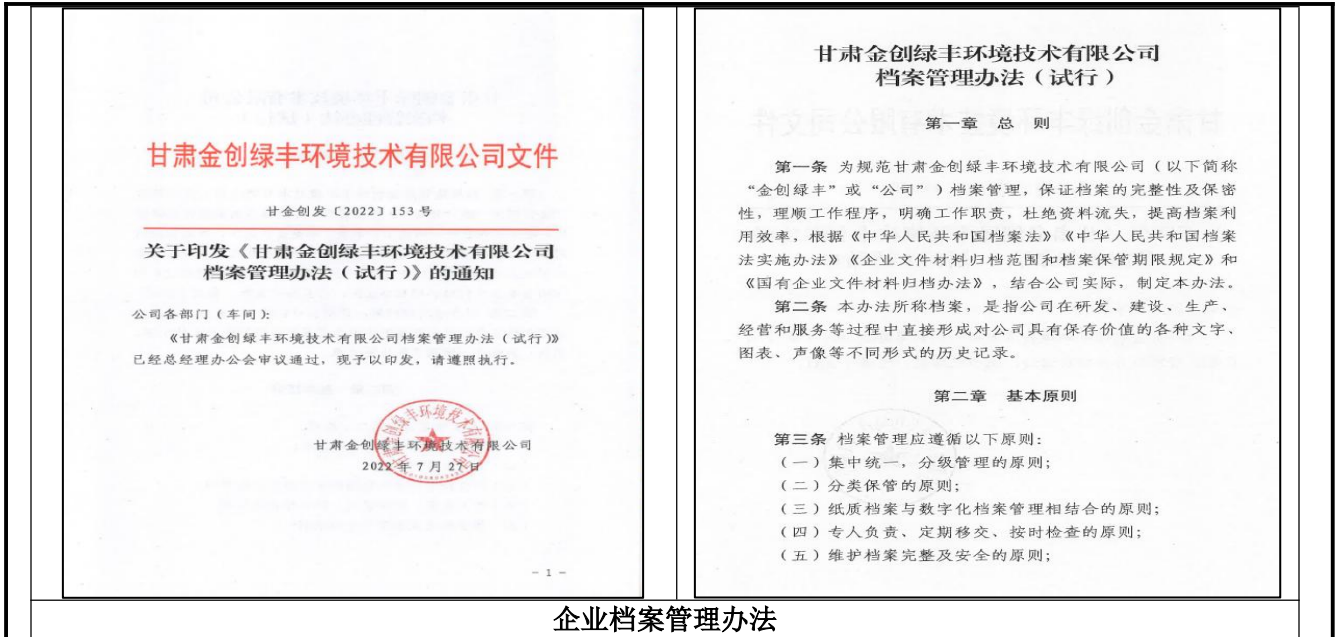 甘肃金创绿丰环境技术有限公司文件
甘金创发〔2022〕153 号
关于印发《甘肃金创绿丰环境技术有限公司
档案管理办法（试行）》的通知
公司各部门（车间）：
《甘肃金创绿丰环境技术有限公司档案管理办法（试行）》
已经总经理办公会审议通过，现予以印发，请遵照执行。
甘肃金创绿丰环境技术有限公司
2022 年 7 月 27 日
- 1 -
甘肃金创绿丰环境技术有限公司
档案管理办法（试行）
第一章 总 则
第一条 为规范甘肃金创绿丰环境技术有限公司（以下简称
“金创绿丰”或“公司”）档案管理，保证档案的完整性及保密
性，理顺工作程序，明确工作职责，杜绝资料流失，提高档案利
用效率，根据《中华人民共和国档案法》《中华人民共和国档案
法实施办法》《企业文件材料归档范围和档案保管期限规定》和
《国有企业文件材料归档办法》，结合公司实际，制定本办法。
第二条 本办法所称档案，是指公司在研发、建设、生产、
经营和服务等过程中直接形成对公司具有保存价值的各种文字、
图表、声像等不同形式的历史记录。
第二章 基本原则
第三条 档案管理应遵循以下原则：
（一）集中统一，分级管理的原则；
（二）分类保管的原则；
（三）纸质档案与数字化档案管理相结合的原则；
（四）专人负责、定期移交、按时检查的原则；
（五）维护档案完整及安全的原则；
企业档案管理办法